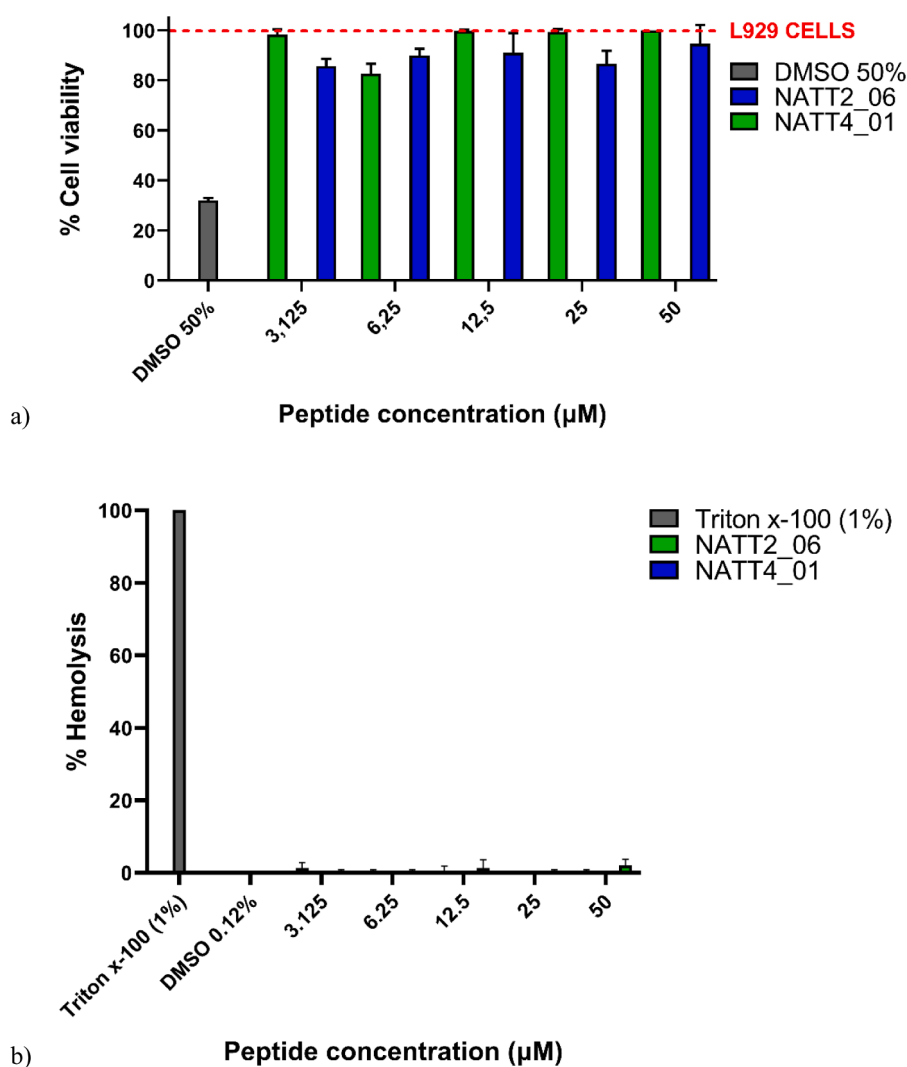 100
80
60
40
20
0
% Cell viability
L929 CELLS
DMSO 50%
NATT2_06
NATT4_01
DMSO 50%
3,125
6,25
12,5
25
50
Peptide concentration (µM)
a)
100
80
60
40
20
0
% Hemolysis
Triton x-100 (1%)
NATT2_06
NATT4_01
Triton x-100 (1%)
DMSO 0.12%
3.125
6.25
12.5
25
50
Peptide concentration (µM)
b)